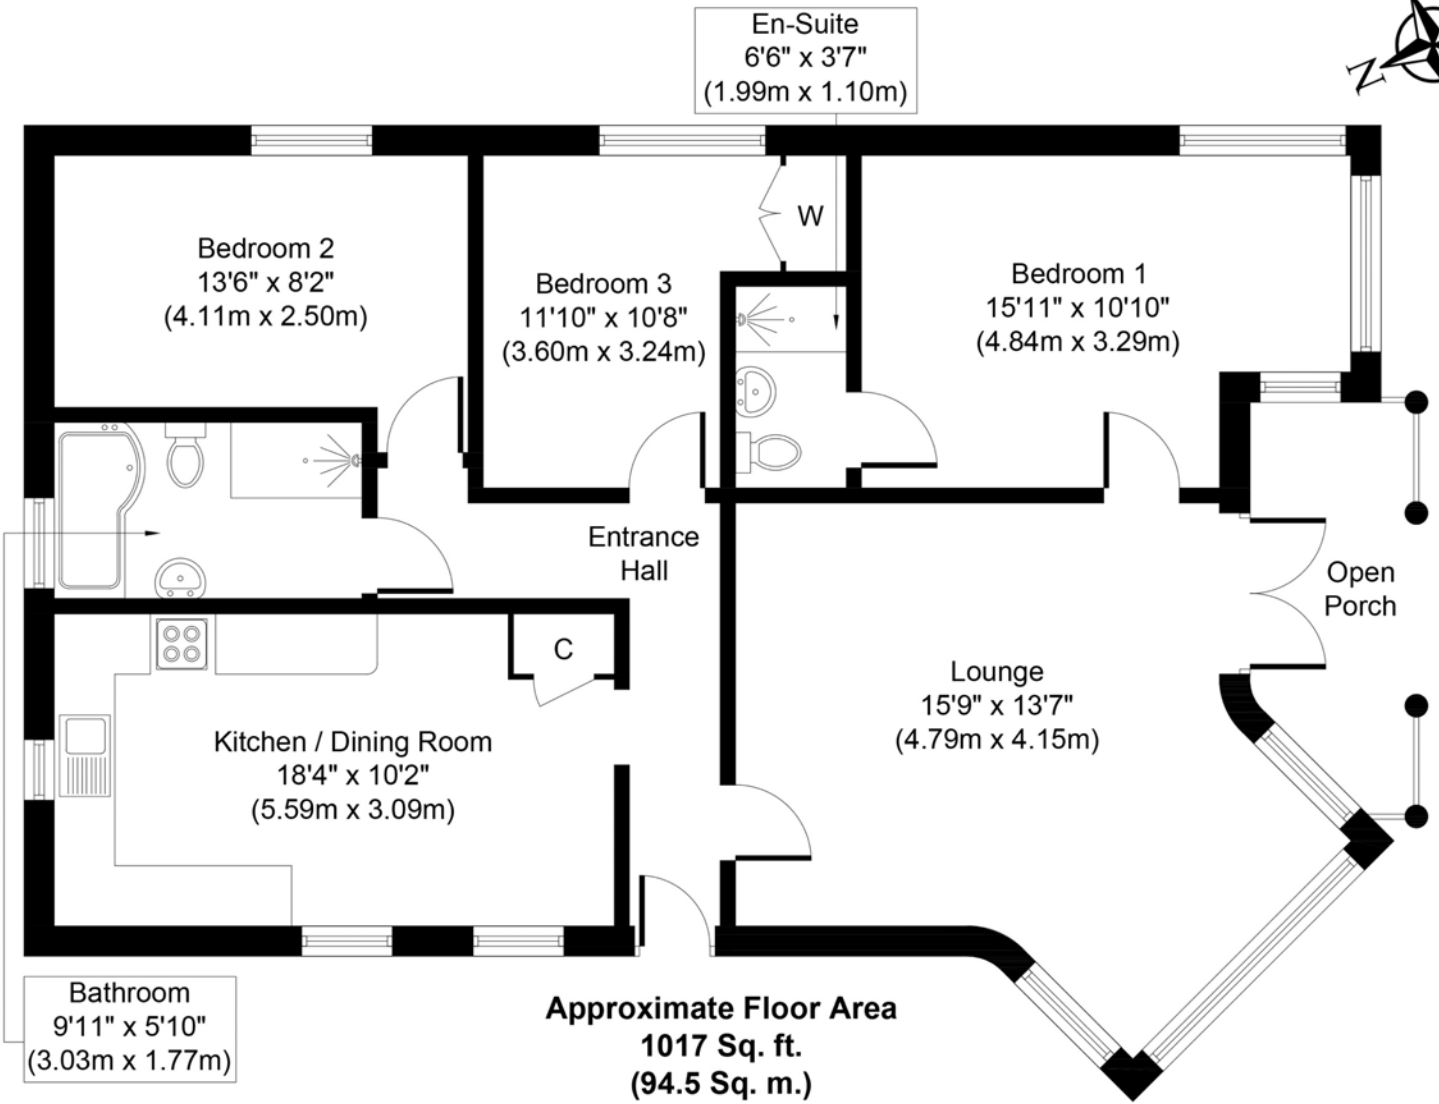 En-Suite
6'6" x 3'7"
(1.99m x 1.10m)
N
Bedroom 2
13'6" x 8'2"
(4.11m x 2.50m)
Bedroom 3
11'10" x 10'8"
(3.60m x 3.24m)
W
Bedroom 1
15'11" x 10'10"
(4.84m x 3.29m)
Entrance
Hall
Open
Porch
C
Lounge
15'9" x 13'7"
(4.79m x 4.15m)
Kitchen / Dining Room
18'4" x 10'2"
(5.59m x 3.09m)
Bathroom
9'11" x 5'10"
(3.03m x 1.77m)
Approximate Floor Area
1017 Sq. ft.
(94.5 Sq. m.)